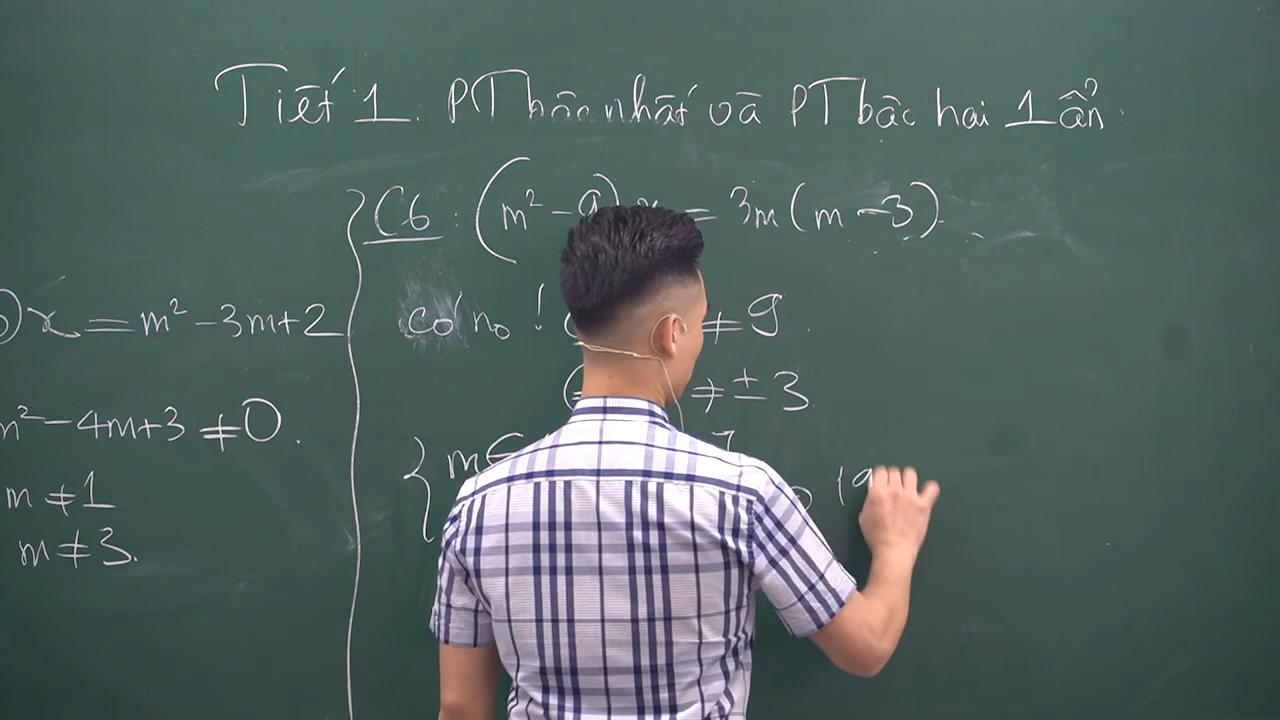 Tiết 1. PT bậc nhất và PT bậc hai 1 ẩn.
) x = m² - 3m + 2
m² - 4m + 3 ≠ 0.
m ≠ 1
m ≠ 3.
C6: (m² - 9) = 3m (m - 3).
có n₀ ! ≠ 9.
≠ ± 3.
{ m ∈